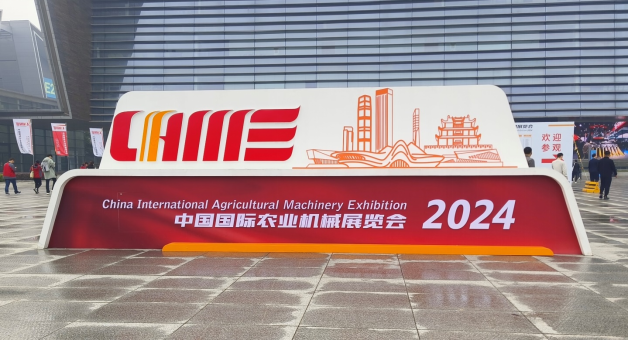 CIAME
China International Agricultural Machinery Exhibition
中国国际农业机械展览会 2024
欢迎
参观